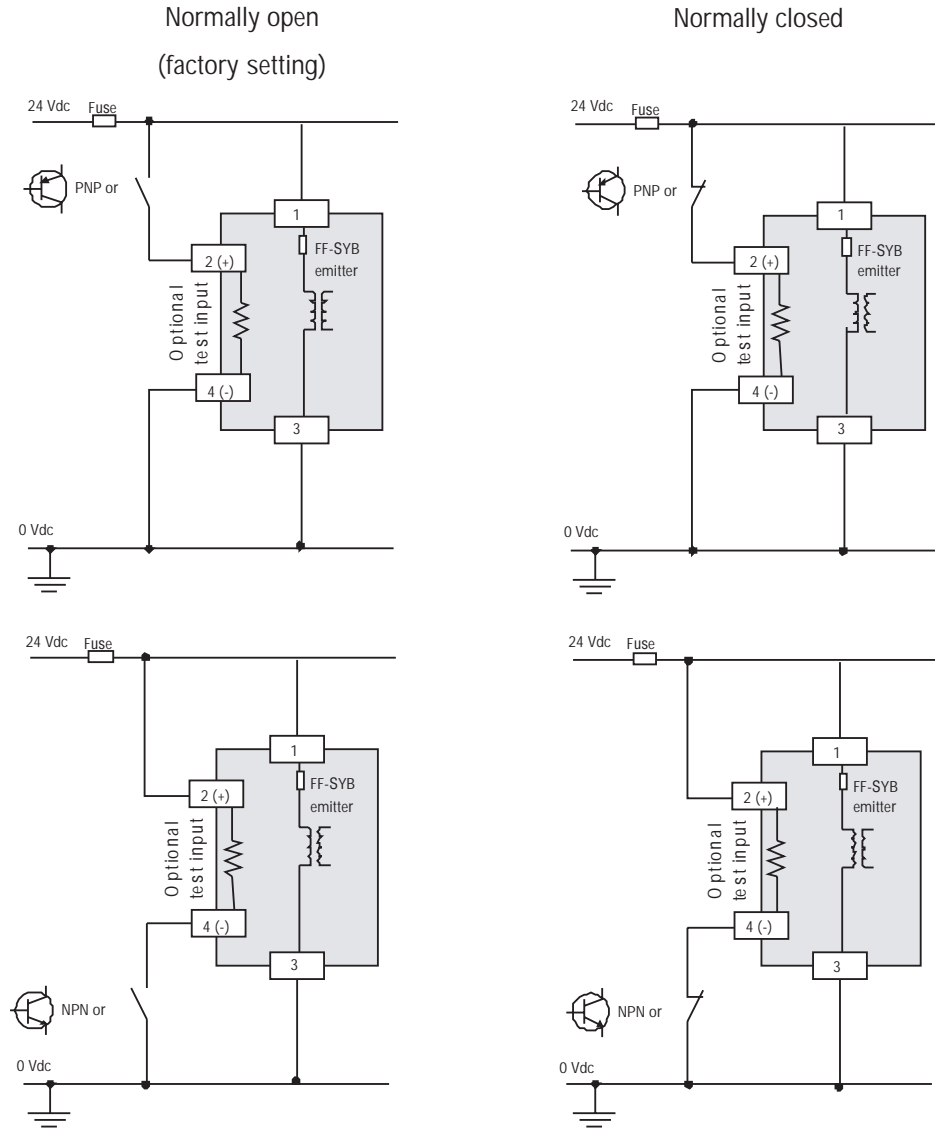 Normally open
(factory setting)
Normally closed
24 Vdc
Fuse
PNP or
1
FF-SYB
emitter
2 (+)
Optional
test input
4 (-)
3
0 Vdc
24 Vdc
Fuse
PNP or
1
FF-SYB
emitter
2 (+)
Optional
test input
4 (-)
3
0 Vdc
24 Vdc
Fuse
1
FF-SYB
emitter
2 (+)
Optional
test input
4 (-)
3
NPN or
0 Vdc
24 Vdc
Fuse
1
FF-SYB
emitter
2 (+)
Optional
test input
4 (-)
3
NPN or
0 Vdc